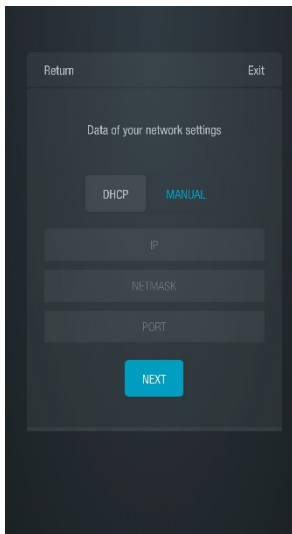 Return Exit
Data of your network settings
DHCP MANUAL
IP
NETMASK
PORT
NEXT